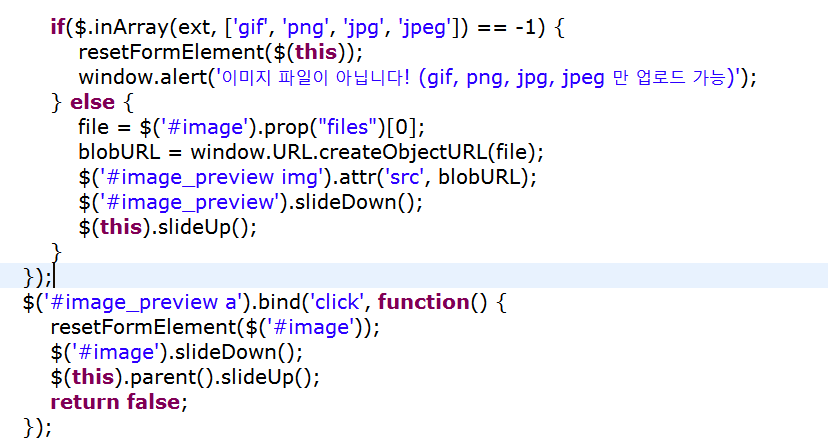 if($.inArray(ext, ['gif', 'png', 'jpg', 'jpeg']) == -1) {
resetFormElement($(this));
window.alert('이미지 파일이 아닙니다! (gif, png, jpg, jpeg 만 업로드 가능)');
} else {
file = $('#image').prop("files")[0];
blobURL = window.URL.createObjectURL(file);
$('#image_preview img').attr('src', blobURL);
$('#image_preview').slideDown();
$(this).slideUp();
}
});
$('#image_preview a').bind('click', function() {
resetFormElement($('#image'));
$('#image').slideDown();
$(this).parent().slideUp();
return false;
});